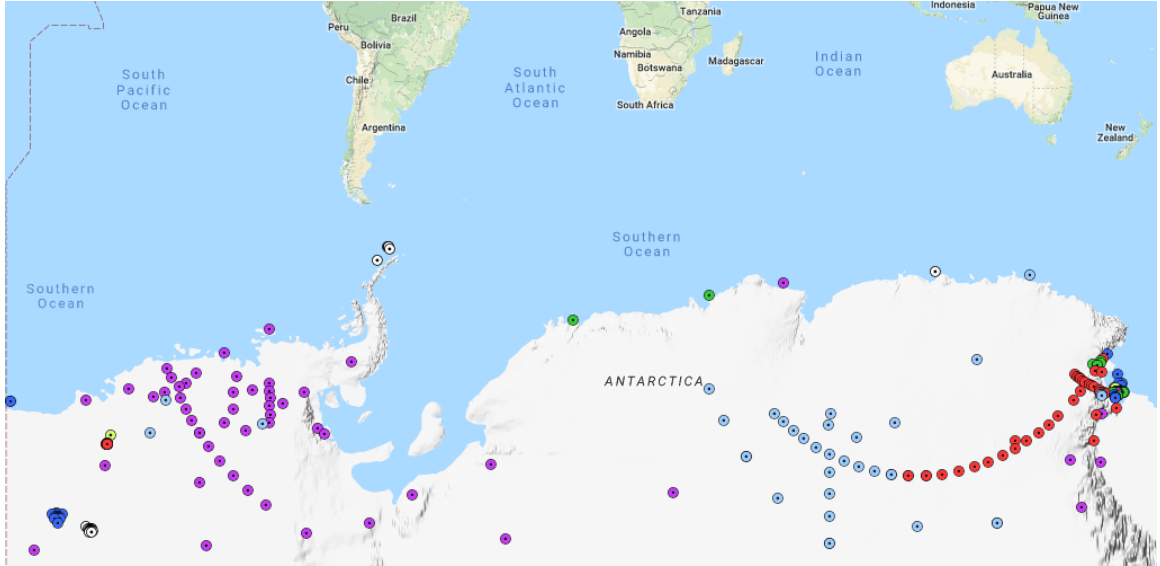 Peru
Brazil
Bolivia
Chile
Argentina
South
Pacific
Ocean
South
Atlantic
Ocean
Tanzania
Angola
Namibia
Botswana
Madagascar
South Africa
Indian
Ocean
Indonesia
Papua New
Guinea
Australia
New
Zealand
Southern
Ocean
Southern
Ocean
ANTARCTICA